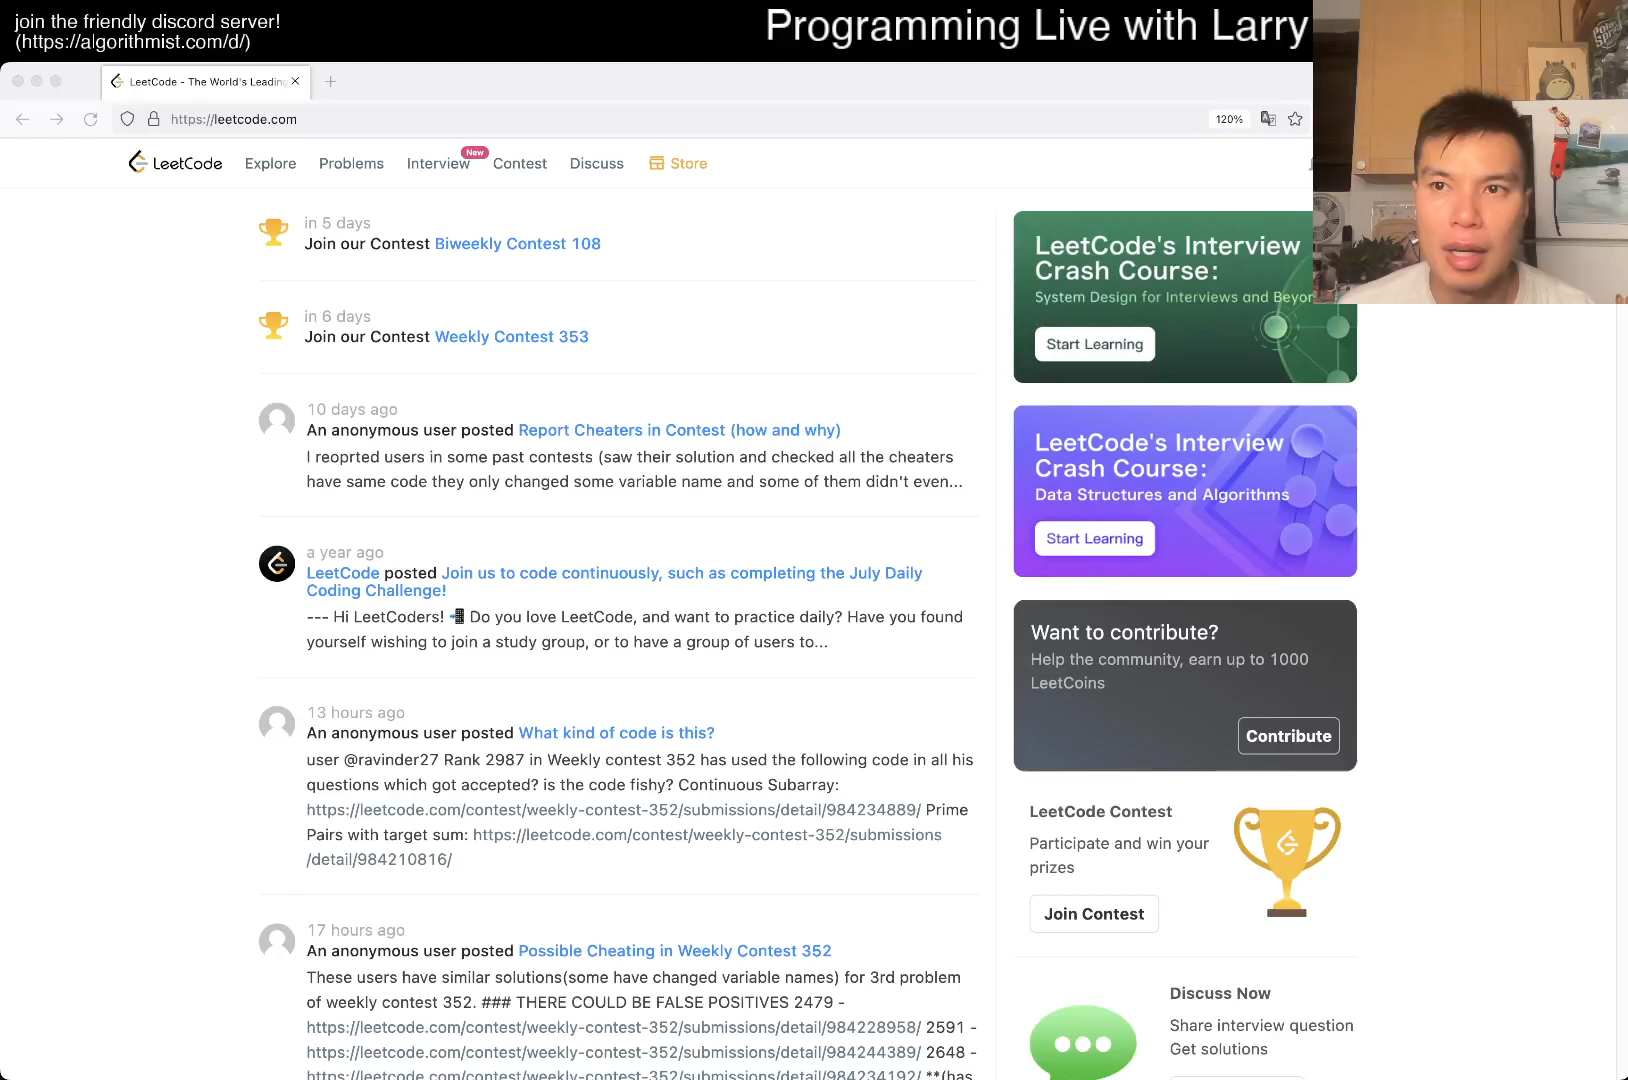 join the friendly discord server!
(https://algorithmist.com/d/)
Programming Live with Larry
LeetCode - The World's Leading
https://leetcode.com
120%
LeetCode
Explore
Problems
Interview
New
Contest
Discuss
Store
in 5 days
Join our Contest Biweekly Contest 108
in 6 days
Join our Contest Weekly Contest 353
10 days ago
An anonymous user posted Report Cheaters in Contest (how and why)
I reoprted users in some past contests (saw their solution and checked all the cheaters
have same code they only changed some variable name and some of them didn't even...
a year ago
LeetCode posted Join us to code continuously, such as completing the July Daily
Coding Challenge!
--- Hi LeetCoders! 📲 Do you love LeetCode, and want to practice daily? Have you found
yourself wishing to join a study group, or to have a group of users to...
13 hours ago
An anonymous user posted What kind of code is this?
user @ravinder27 Rank 2987 in Weekly contest 352 has used the following code in all his
questions which got accepted? is the code fishy? Continuous Subarray:
https://leetcode.com/contest/weekly-contest-352/submissions/detail/984234889/ Prime
Pairs with target sum: https://leetcode.com/contest/weekly-contest-352/submissions
/detail/984210816/
17 hours ago
An anonymous user posted Possible Cheating in Weekly Contest 352
These users have similar solutions(some have changed variable names) for 3rd problem
of weekly contest 352. ### THERE COULD BE FALSE POSITIVES 2479 -
https://leetcode.com/contest/weekly-contest-352/submissions/detail/984228958/ 2591 -
https://leetcode.com/contest/weekly-contest-352/submissions/detail/984244389/ 2648 -
https://leetcode.com/contest/weekly-contest-352/submissions/detail/984234192/ **(has
LeetCode's Interview
Crash Course:
System Design for Interviews and Beyon
Start Learning
LeetCode's Interview
Crash Course:
Data Structures and Algorithms
Start Learning
Want to contribute?
Help the community, earn up to 1000
LeetCoins
Contribute
LeetCode Contest
Participate and win your
prizes
Join Contest
Discuss Now
Share interview question
Get solutions